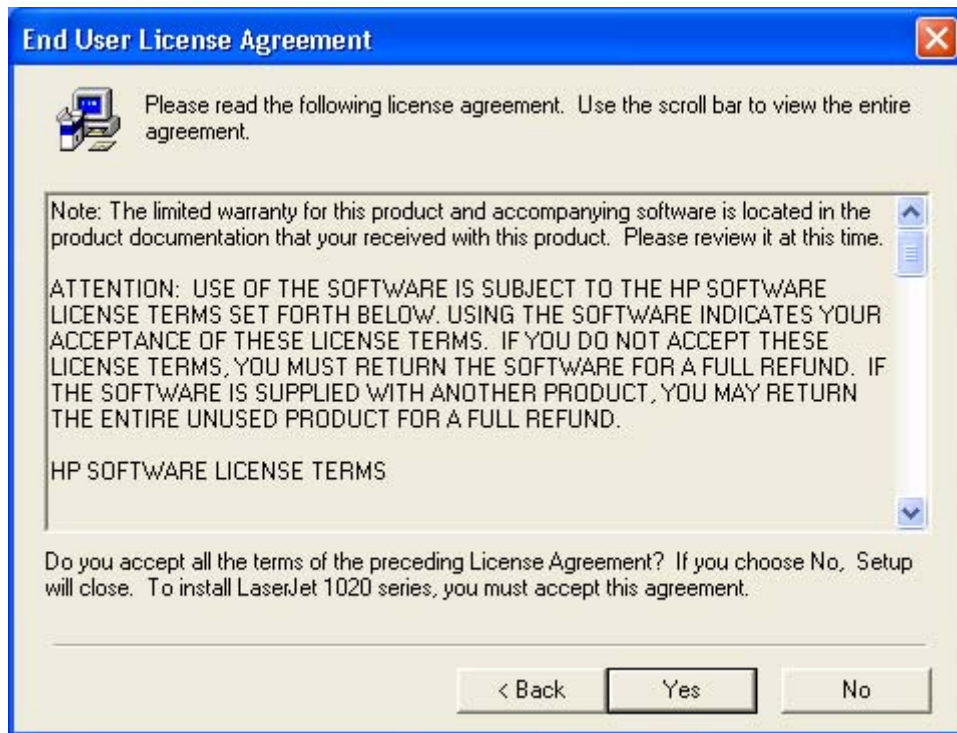 End User License Agreement
Please read the following license agreement.  Use the scroll bar to view the entire
agreement.
Note: The limited warranty for this product and accompanying software is located in the
product documentation that your received with this product.  Please review it at this time.
ATTENTION:  USE OF THE SOFTWARE IS SUBJECT TO THE HP SOFTWARE
LICENSE TERMS SET FORTH BELOW. USING THE SOFTWARE INDICATES YOUR
ACCEPTANCE OF THESE LICENSE TERMS.  IF YOU DO NOT ACCEPT THESE
LICENSE TERMS, YOU MUST RETURN THE SOFTWARE FOR A FULL REFUND.  IF
THE SOFTWARE IS SUPPLIED WITH ANOTHER PRODUCT, YOU MAY RETURN
THE ENTIRE UNUSED PRODUCT FOR A FULL REFUND.
HP SOFTWARE LICENSE TERMS
Do you accept all the terms of the preceding License Agreement?  If you choose No,  Setup
will close.  To install LaserJet 1020 series, you must accept this agreement.
< Back
Yes
No